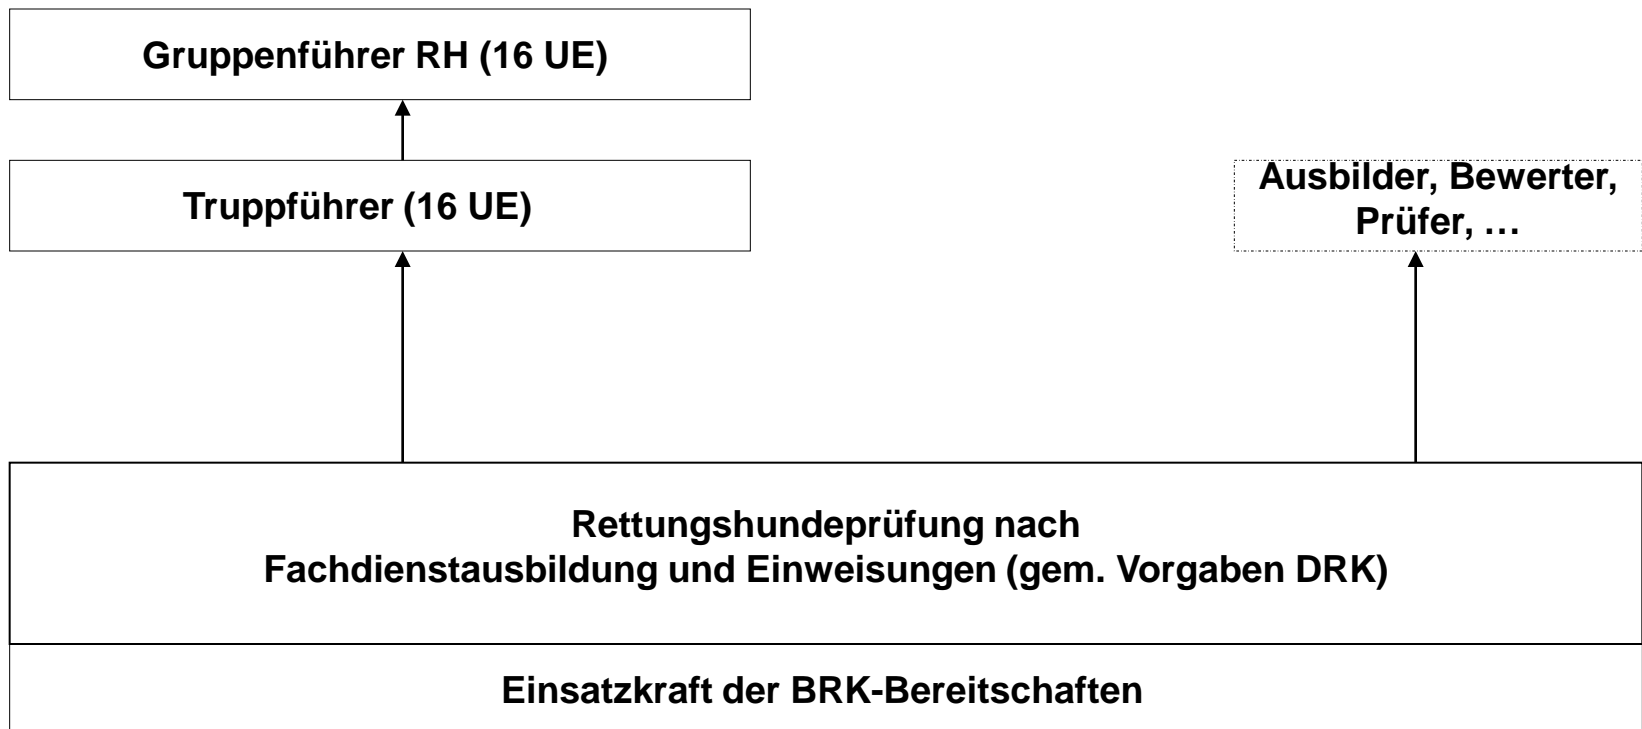 Gruppenführer RH (16 UE)
Truppführer (16 UE)
Ausbilder, Bewerter,
Prüfer, …
Rettungshundeprüfung nach
Fachdienstausbildung und Einweisungen (gem. Vorgaben DRK)
Einsatzkraft der BRK-Bereitschaften